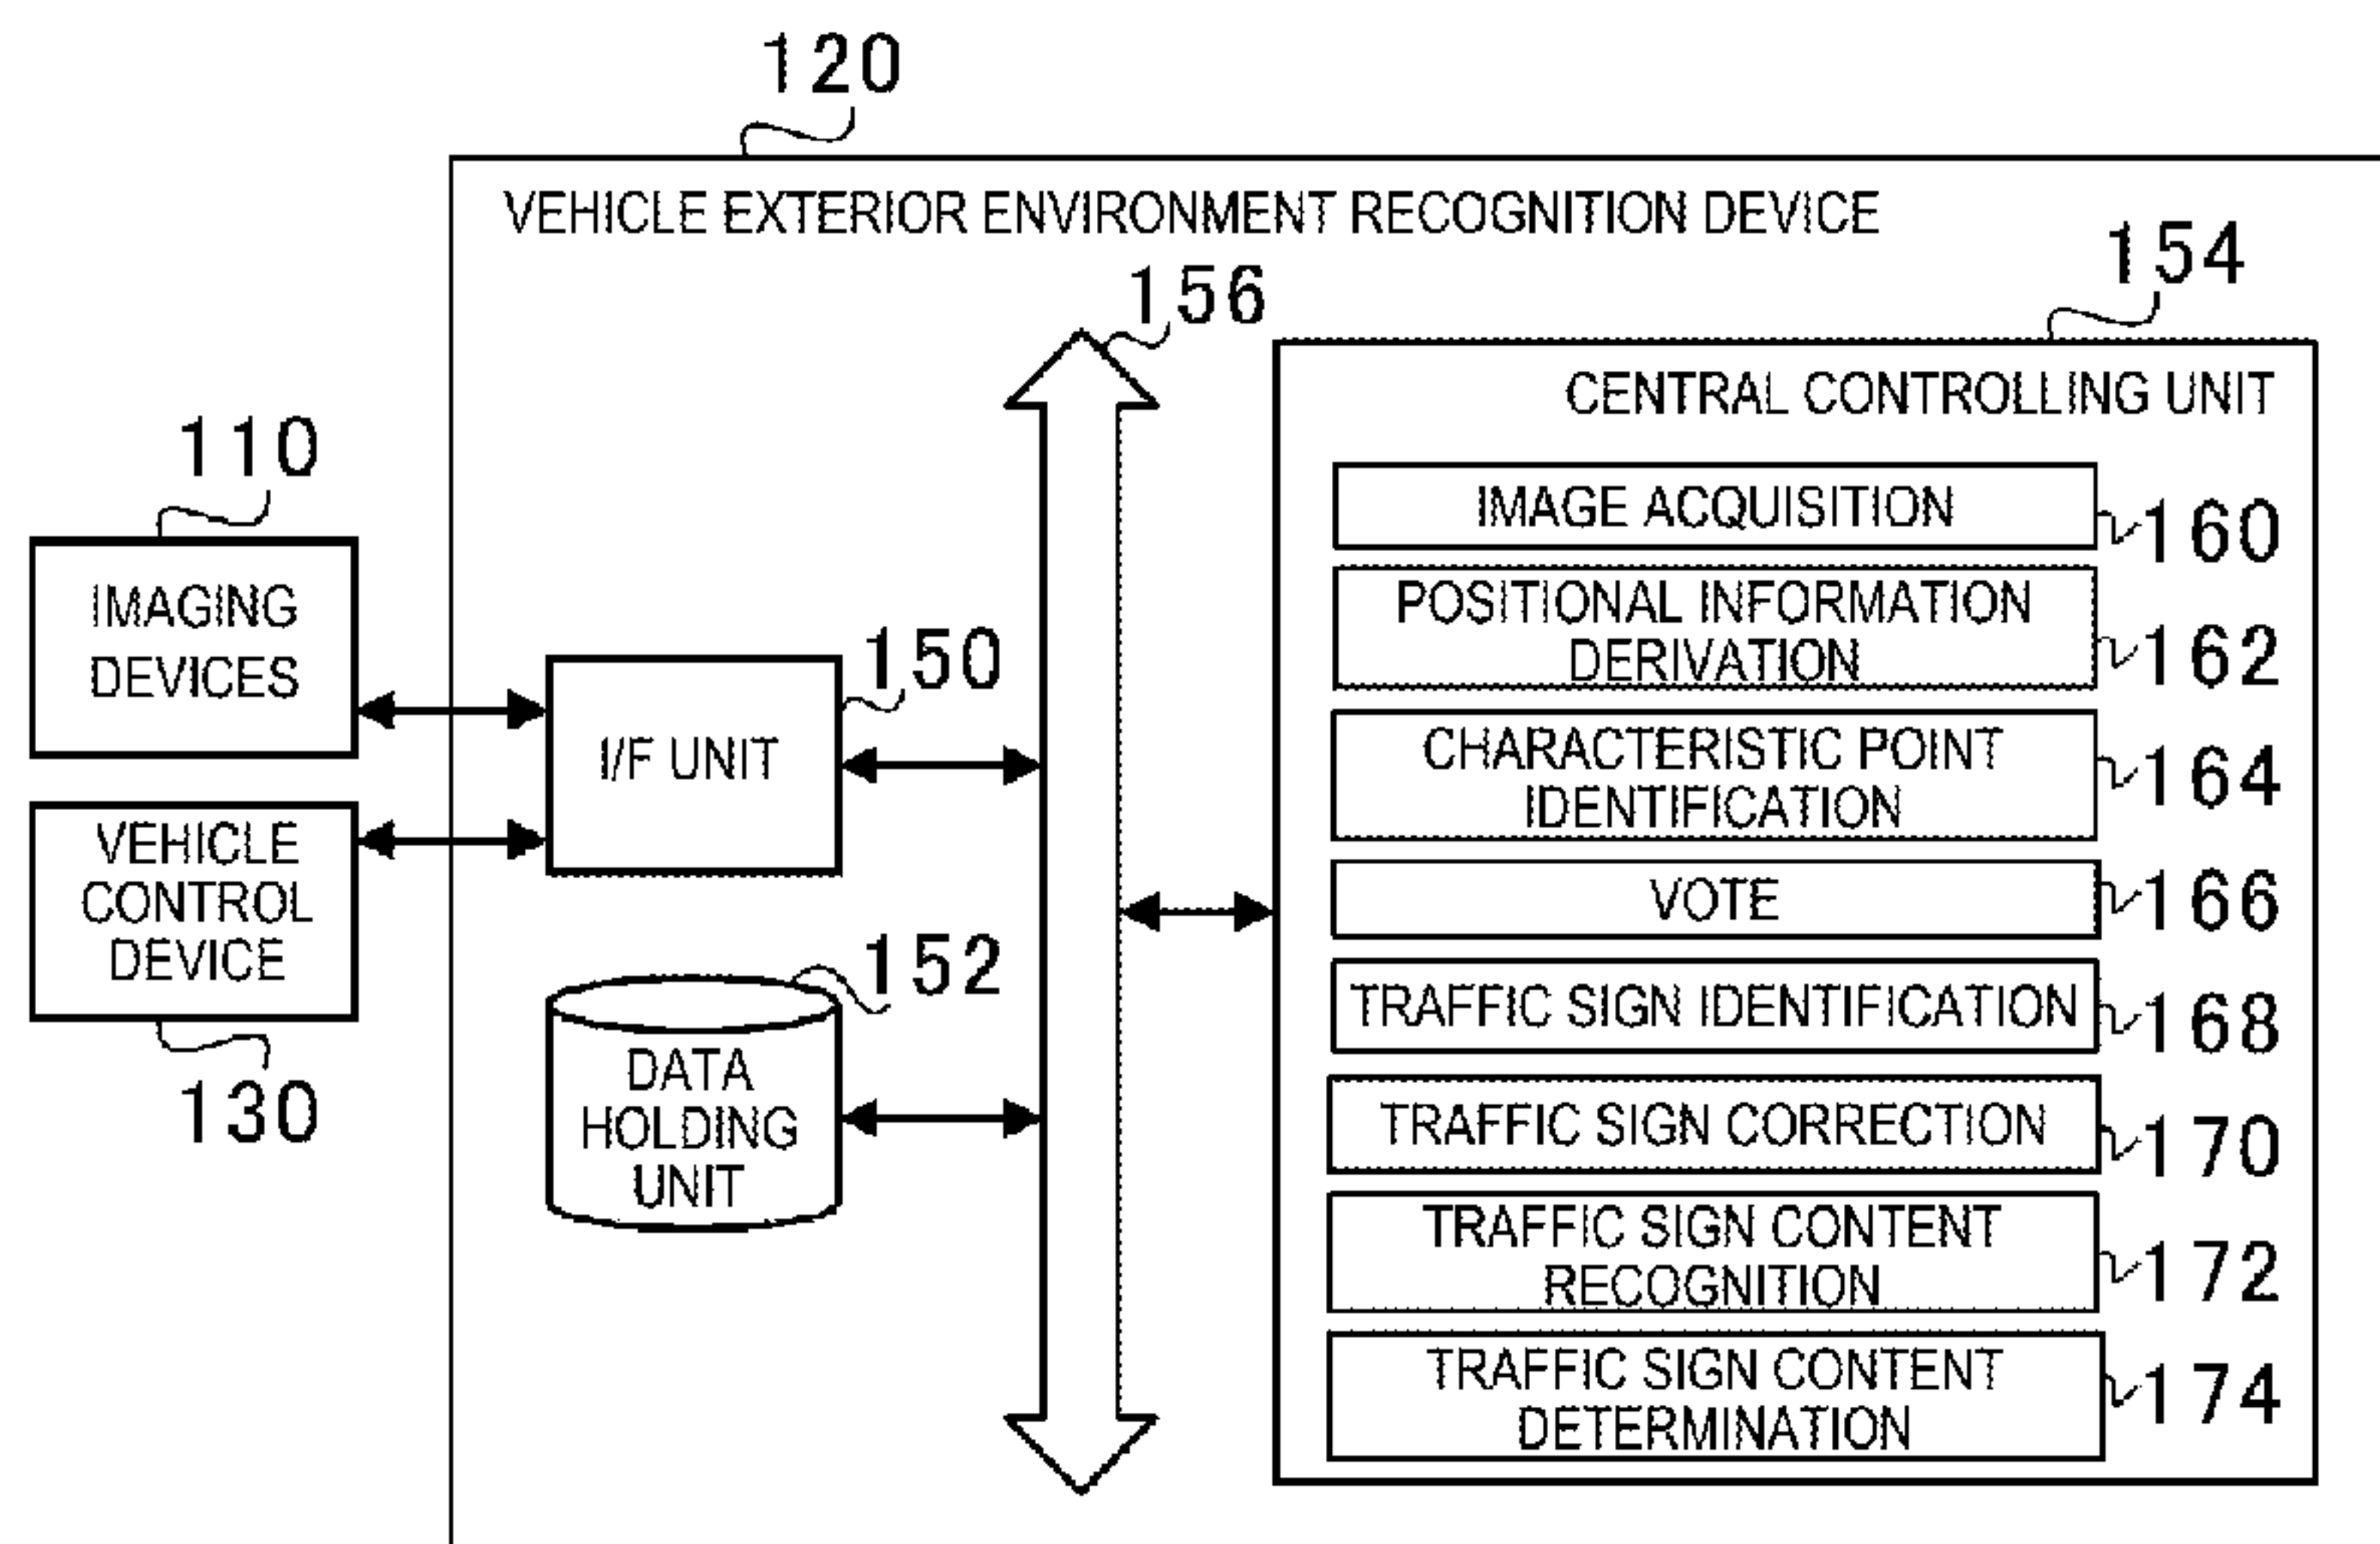 120
VEHICLE EXTERIOR ENVIRONMENT RECOGNITION DEVICE
110
IMAGING
DEVICES
VEHICLE
CONTROL
DEVICE
130
150
I/F UNIT
152
DATA
HOLDING
UNIT
156
154
CENTRAL CONTROLLING UNIT
IMAGE ACQUISITION
160
POSITIONAL INFORMATION
DERIVATION
162
CHARACTERISTIC POINT
IDENTIFICATION
164
VOTE
166
TRAFFIC SIGN IDENTIFICATION
168
TRAFFIC SIGN CORRECTION
170
TRAFFIC SIGN CONTENT
RECOGNITION
172
TRAFFIC SIGN CONTENT
DETERMINATION
174